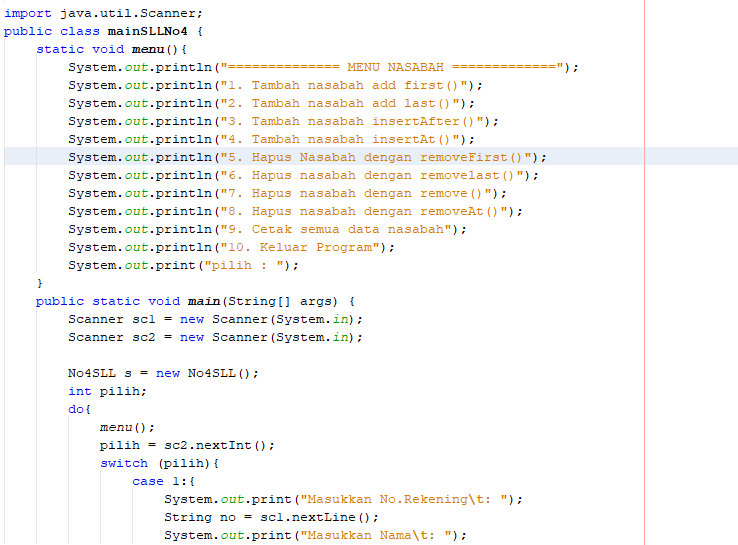 import java.util.Scanner;
public class mainSLLNo4 {
    static void menu(){
        System.out.println("============== MENU NASABAH =============");
        System.out.println("1. Tambah nasabah add first()");
        System.out.println("2. Tambah nasabah add last()");
        System.out.println("3. Tambah nasabah insertAfter()");
        System.out.println("4. Tambah nasabah insertAt()");
        System.out.println("5. Hapus Nasabah dengan removeFirst()");
        System.out.println("6. Hapus nasabah dengan removelast()");
        System.out.println("7. Hapus nasabah dengan remove()");
        System.out.println("8. Hapus nasabah dengan removeAt()");
        System.out.println("9. Cetak semua data nasabah");
        System.out.println("10. Keluar Program");
        System.out.print("pilih : ");
    }
    public static void main(String[] args) {
        Scanner sc1 = new Scanner(System.in);
        Scanner sc2 = new Scanner(System.in);
        No4SLL s = new No4SLL();
        int pilih;
        do{
            menu();
            pilih = sc2.nextInt();
            switch (pilih){
                case 1:{
                    System.out.print("Masukkan No.Rekening\t: ");
                    String no = sc1.nextLine();
                    System.out.print("Masukkan Nama\t: ");